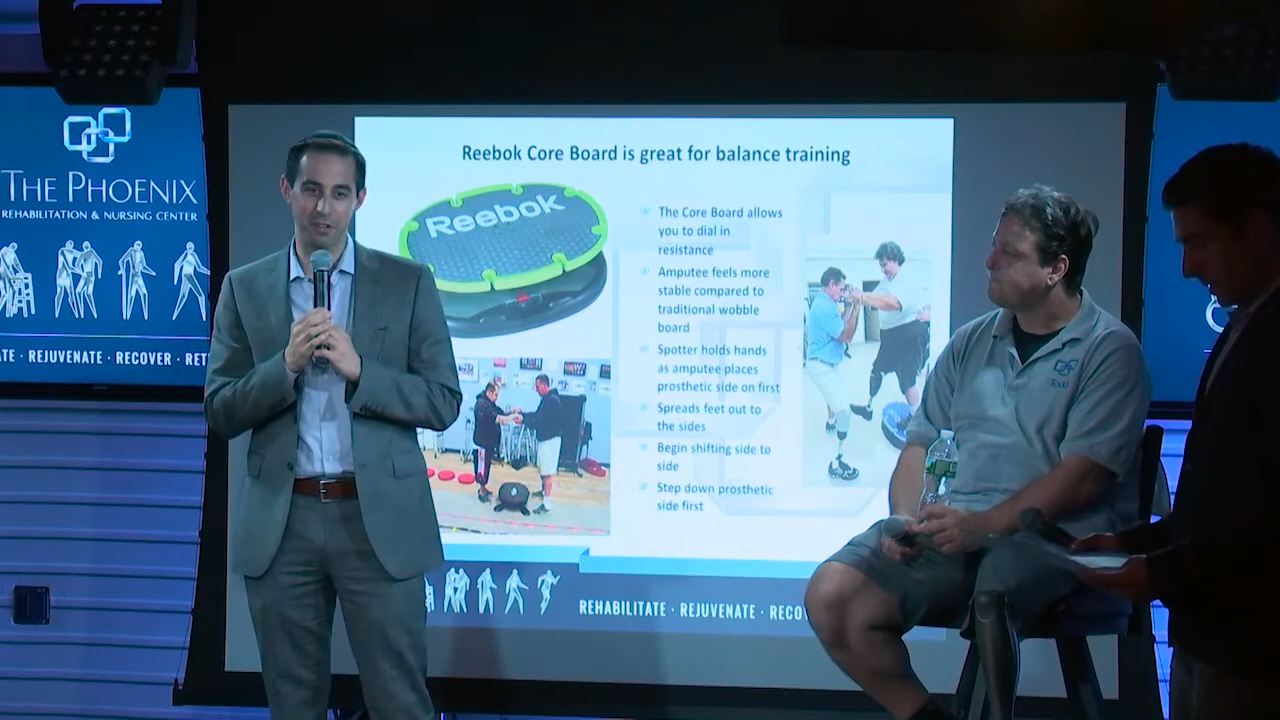 THE PHOENIX
REHABILITATION & NURSING CENTER
ATE · REJUVENATE · RECOVER · RET
Reebok Core Board is great for balance training
Reebok
The Core Board allows
you to dial in
resistance
Amputee feels more
stable compared to
traditional wobble
board
Spotter holds hands
as amputee places
prosthetic side on first
Spreads feet out to
the sides
Begin shifting side to
side
Step down prosthetic
side first
REHABILITATE · REJUVENATE · RECO
Todd